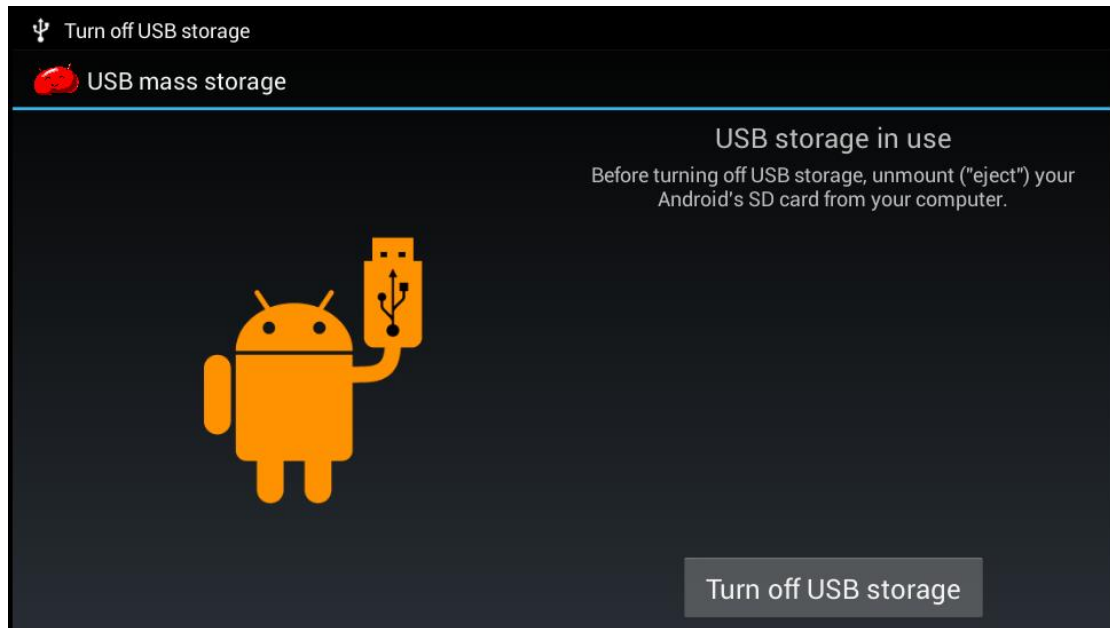 Turn off USB storage
USB mass storage
USB storage in use
Before turning off USB storage, unmount ("eject") your
Android's SD card from your computer.
Turn off USB storage